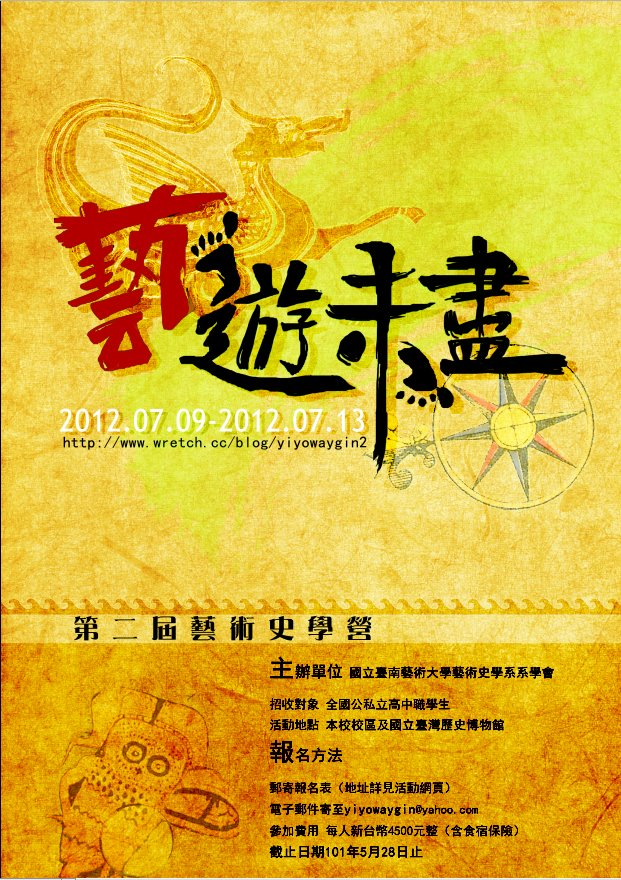 藝遊未盡
2012.07.09-2012.07.13
http://www.wretch.cc/blog/yiyowaygin2
第二屆藝術史學營
主辦單位 國立臺南藝術大學藝術史學系系學會
招收對象 全國公私立高中職學生
活動地點 本校校區及國立臺灣歷史博物館
報名方法
郵寄報名表（地址詳見活動網頁）
電子郵件寄至yiyowaygin@yahoo.com
參加費用 每人新台幣4500元整（含食宿保險）
截止日期101年5月28日止